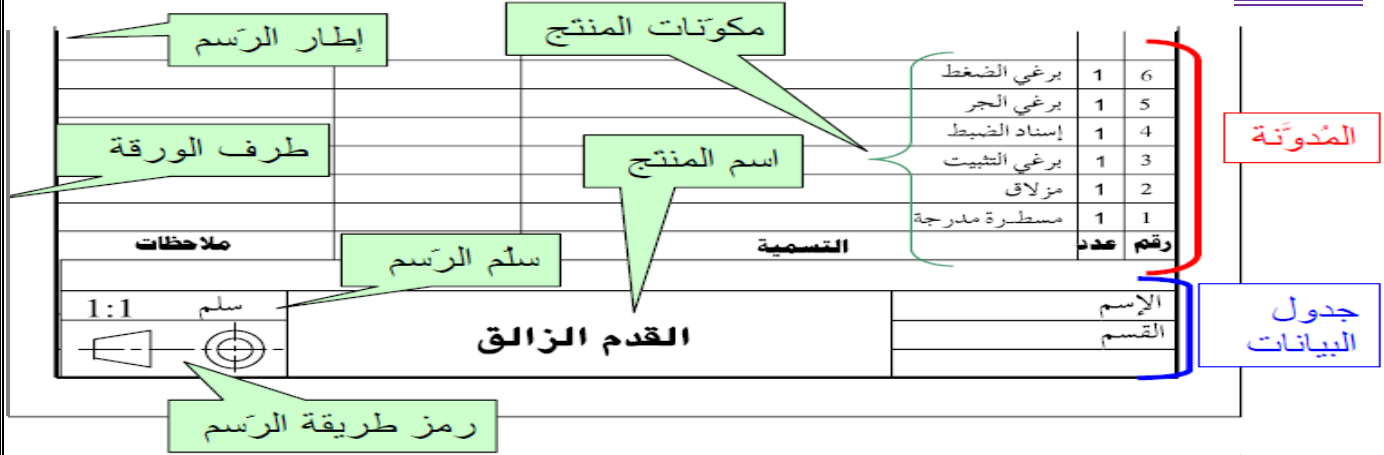 مكوّنات المنتج
إطار الرّسم
6 1 برغي الضغط
5 1 برغي الجر
المُدوَّنة
4 1 إسناد الضبط
طرف الورقة
اسم المنتج
3 1 برغي التثبيت
2 1 مزلاق
1 1 مسطرة مدرجة
رقم عدد التسمية ملاحظات
سلّم الرّسم
جدول البيانات
الإسم
سلم 1:1
القسم
القدم الزالق
رمز طريقة الرّسم